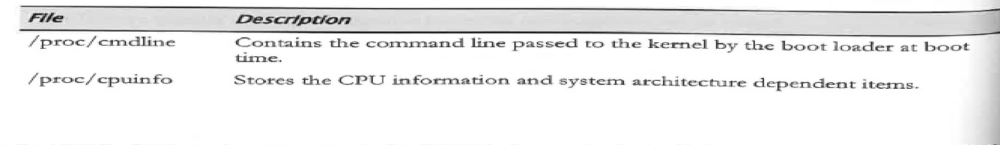 File Description
/proc/cmdline Contains the command line passed to the kernel by the boot loader at boot
time.
/proc/cpuinfo Stores the CPU information and system architecture dependent items.